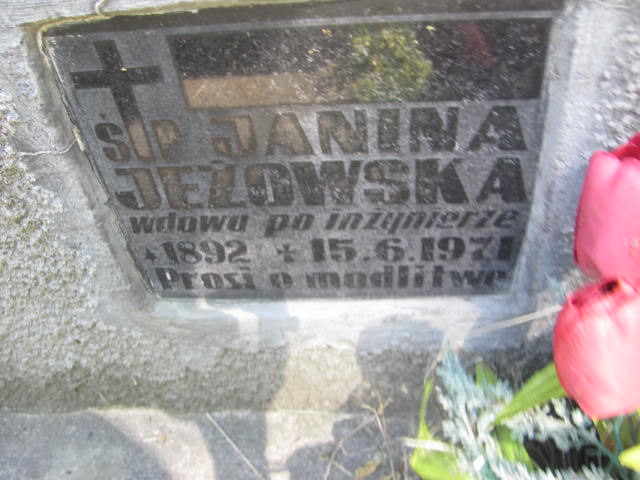 ŚP JANINA
JEŻOWSKA
wdowa po inżynierze
* 1892 + 15.6.1971
Prosi o modlitwę